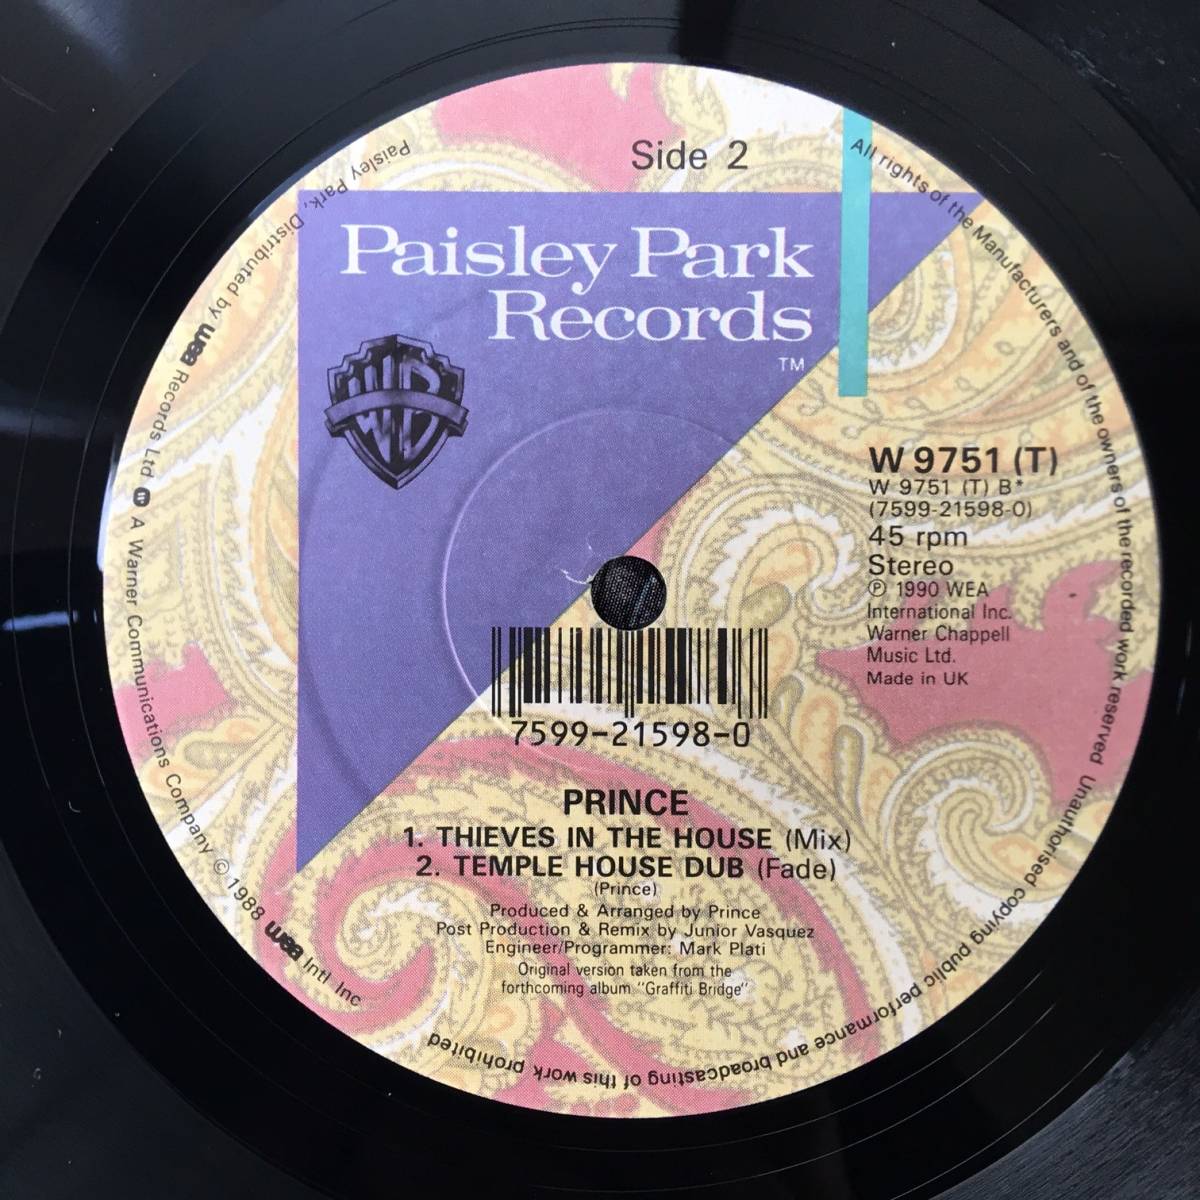 Side 2
Paisley Park
Records
TM
WB
W 9751 (T)
W 9751 (T) B*
(7599-21598-0)
45 rpm
Stereo
℗ 1990 WEA
International Inc.
Warner Chappell
Music Ltd.
Made in UK
7599-21598-0
PRINCE
1. THIEVES IN THE HOUSE (Mix)
2. TEMPLE HOUSE DUB (Fade)
(Prince)
Produced & Arranged by Prince
Post Production & Remix by Junior Vasquez
Engineer/Programmer: Mark Plati
Original version taken from the
forthcoming album "Graffiti Bridge"
All rights of the Manufacturers and of the owners of the recorded work reserved Unauthorised copying public performance and broadcasting of this work prohibited
Paisley Park, Distributed by wea Records Ltd A Warner Communications Company © 1988 wea Intl Inc